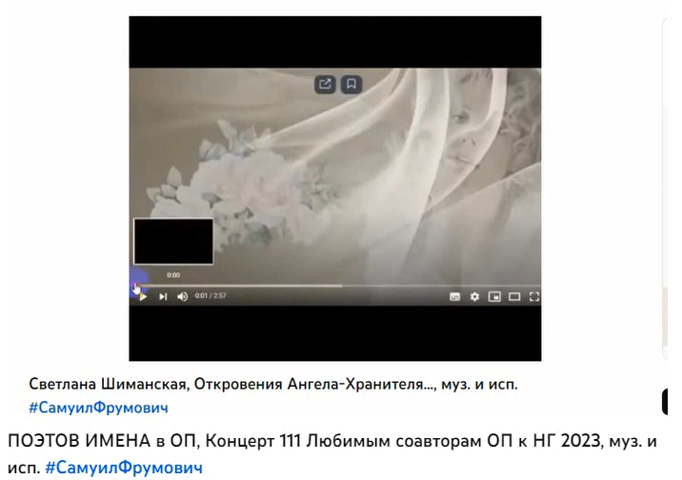 0:00
0:01 / 2:57
Светлана Шиманская, Откровения Ангела-Хранителя..., муз. и исп.
#СамуилФрумович
ПОЭТОВ ИМЕНА в ОП, Концерт 111 Любимым соавторам ОП к НГ 2023, муз. и
исп. #СамуилФрумович